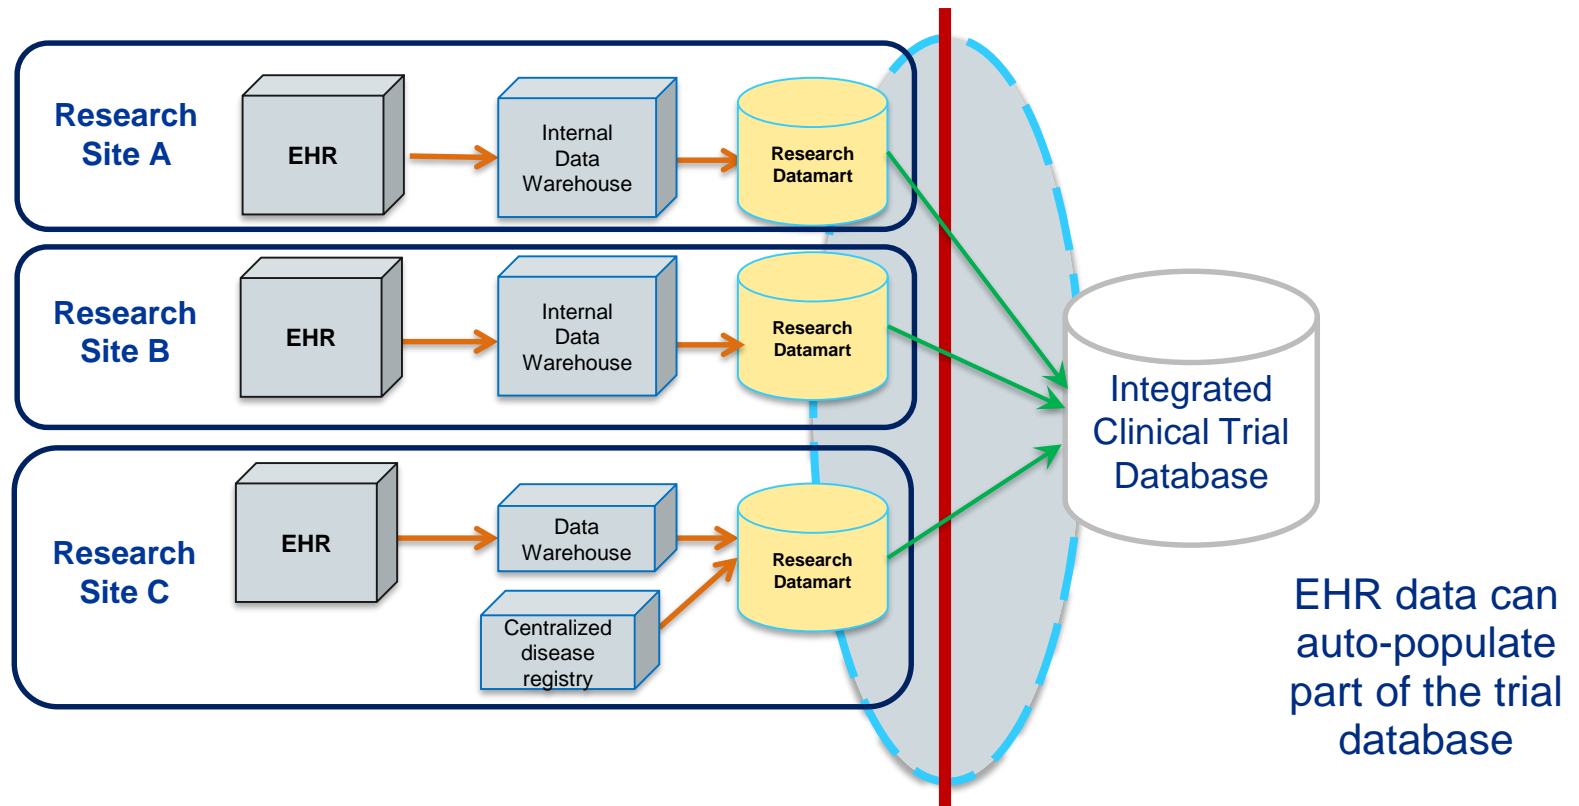 Research
Site A
EHR
Internal
Data
Warehouse
Research
Datamart
Research
Site B
EHR
Internal
Data
Warehouse
Research
Datamart
Research
Site C
EHR
Data
Warehouse
Centralized
disease
registry
Research
Datamart
Integrated
Clinical Trial
Database
EHR data can
auto-populate
part of the trial
database